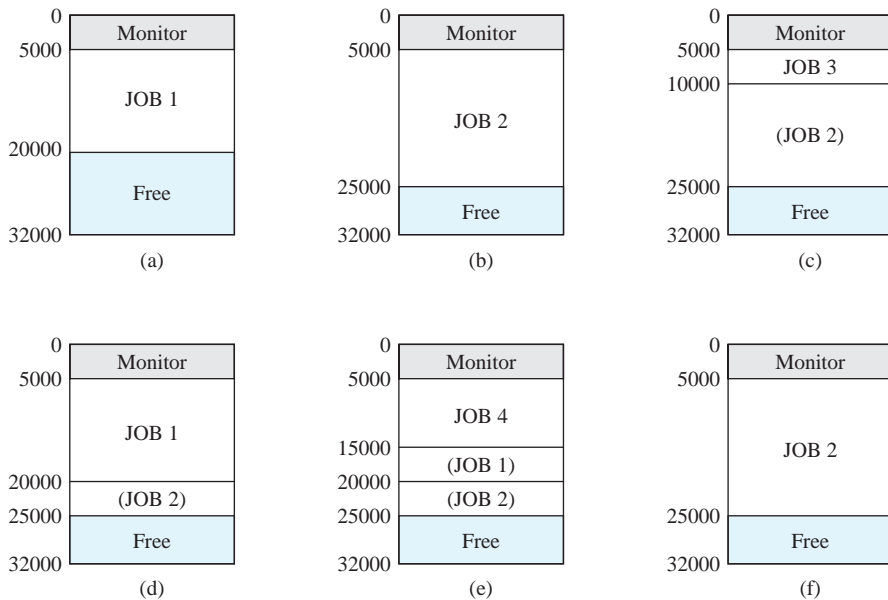 0
Monitor
5000
JOB 1
20000
Free
32000
(a)
0
Monitor
5000
JOB 2
25000
Free
32000
(b)
0
Monitor
5000
JOB 3
10000
(JOB 2)
25000
Free
32000
(c)
0
Monitor
5000
JOB 1
20000
(JOB 2)
25000
Free
32000
(d)
0
Monitor
5000
JOB 4
15000
(JOB 1)
20000
(JOB 2)
25000
Free
32000
(e)
0
Monitor
5000
JOB 2
25000
Free
32000
(f)